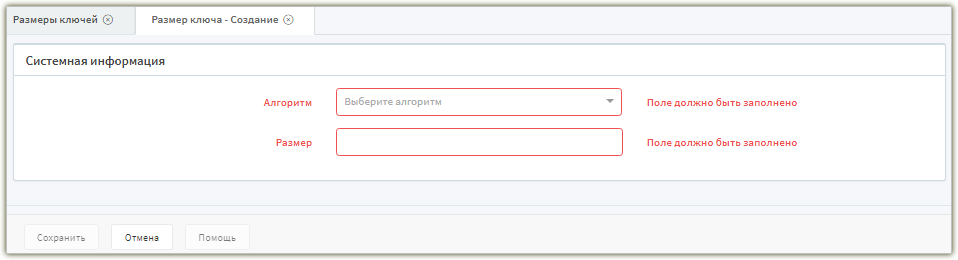 Размеры ключей Размер ключа - Создание
Системная информация
Алгоритм Выберите алгоритм Поле должно быть заполнено
Размер Поле должно быть заполнено
Сохранить Отмена Помощь